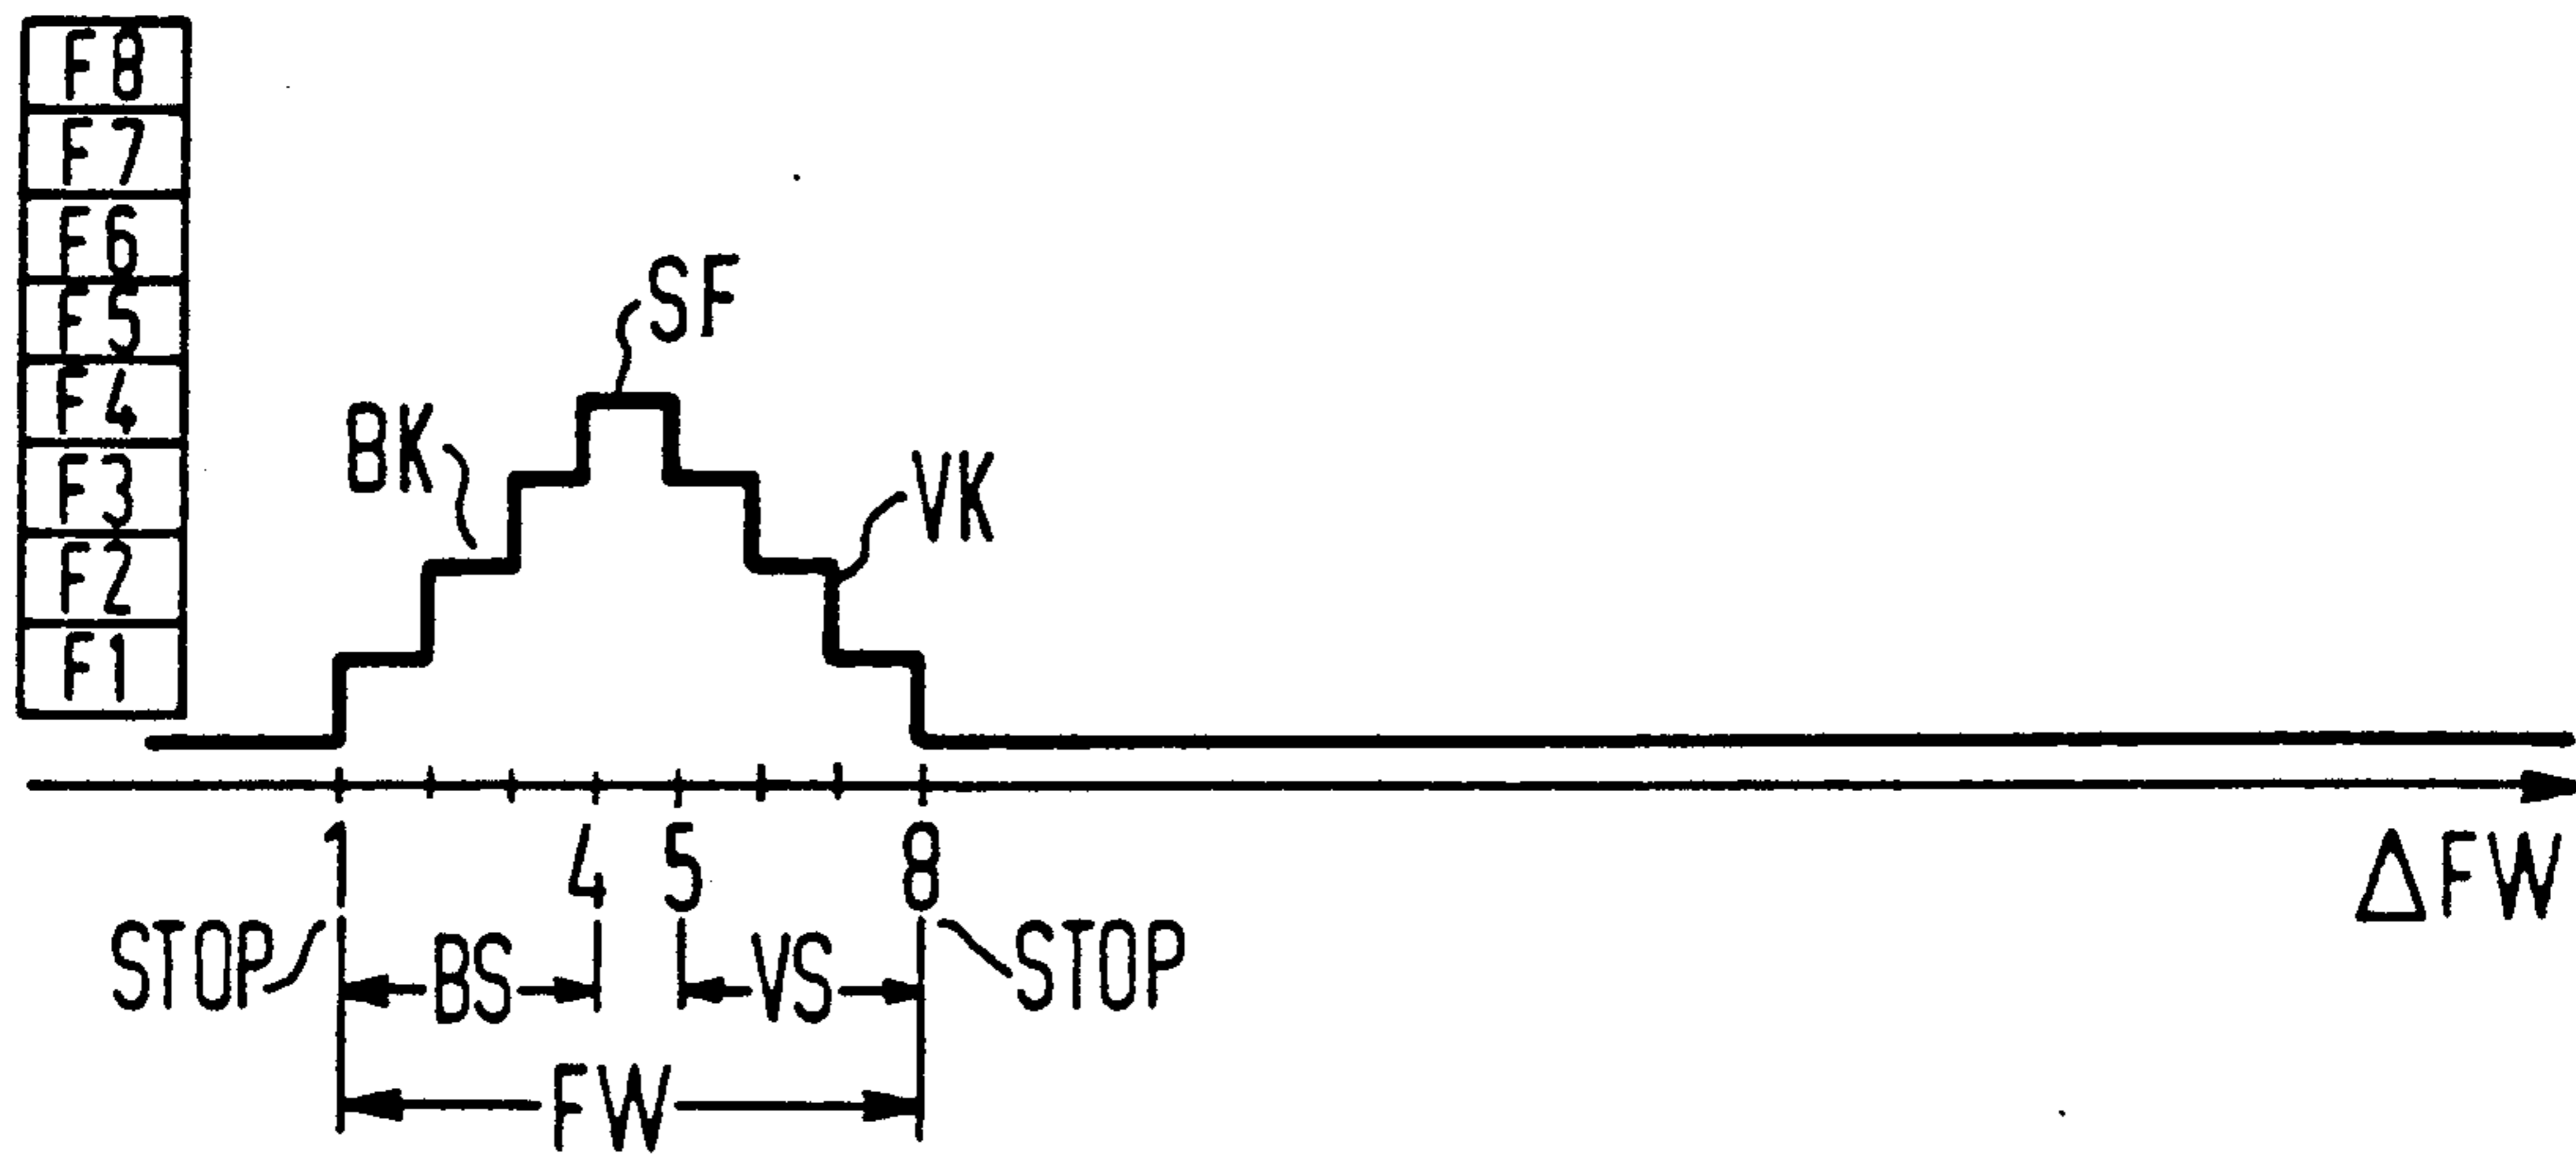 F8
F7
F6
F5
F4
F3
F2
F1
SF
BK
VK
1 4 5 8
ΔFW
STOP BS VS STOP
FW